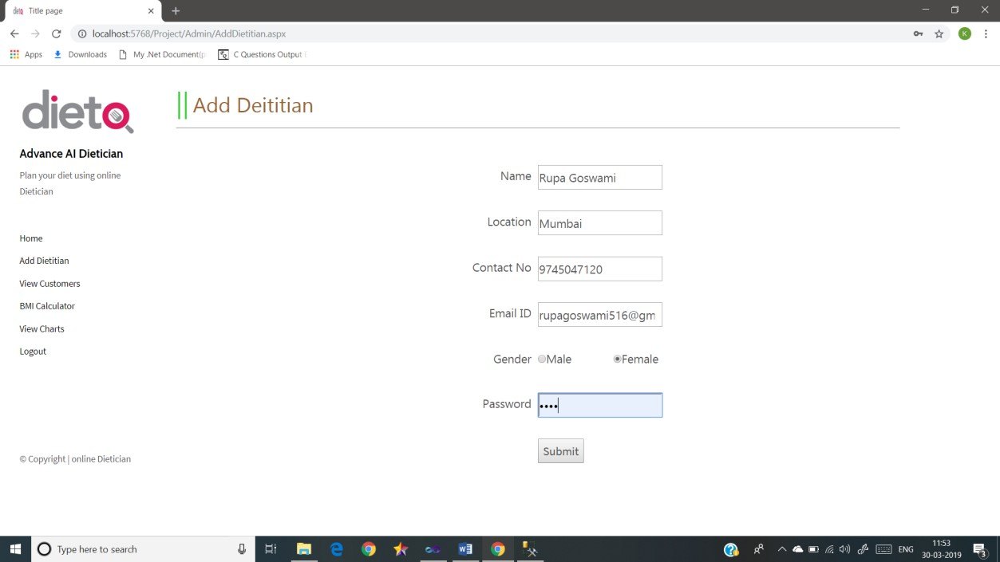 dieto
Title page
localhost:5768/Project/Admin/AddDietitian.aspx
K
Apps
Downloads
My .Net Document(p
C Questions Output
dieto
Advance AI Dietician
Plan your diet using online
Dietician
Home
Add Dietitian
View Customers
BMI Calculator
View Charts
Logout
© Copyright | online Dietician
Add Deititian
Name Rupa Goswami
Location Mumbai
Contact No 9745047120
Email ID rupagoswami516@gm
Gender Male Female
Password ••••
Submit
Type here to search
ENG
11:53
30-03-2019
3